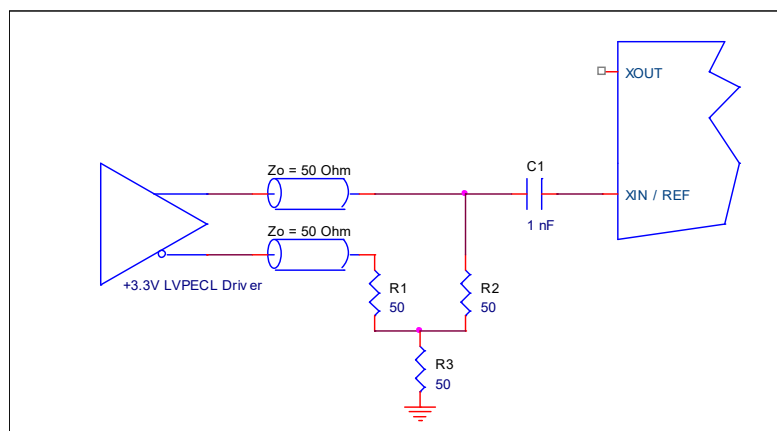 XOUT
Zo = 50 Ohm
C1
XIN / REF
1 nF
Zo = 50 Ohm
+3.3V LVPECL Driver
R1
50
R2
50
R3
50